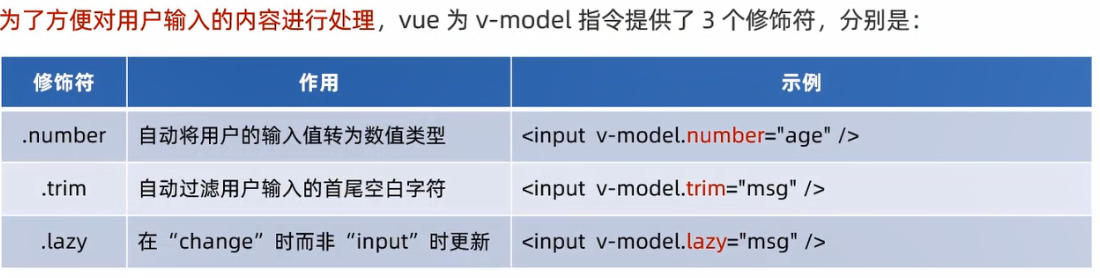 为了方便对用户输入的内容进行处理，vue 为 v-model 指令提供了 3 个修饰符，分别是：
修饰符 作用 示例
.number 自动将用户的输入值转为数值类型 <input v-model.number="age" />
.trim 自动过滤用户输入的首尾空白字符 <input v-model.trim="msg" />
.lazy 在“change”时而非“input”时更新 <input v-model.lazy="msg" />